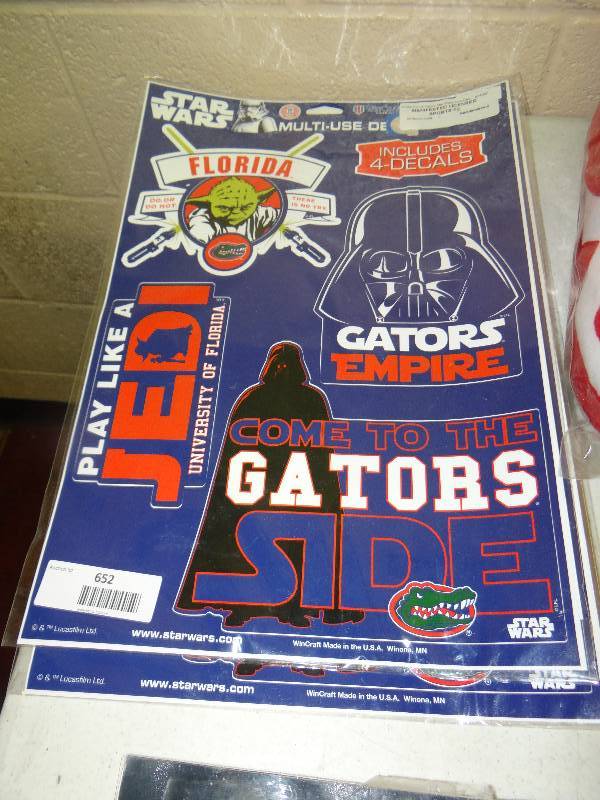 STAR WARS
MULTI-USE DE
INCLUDES
4-DECALS
FLORIDA
DO, OR DO NOT
THERE IS NO TRY
GATORS
EMPIRE
PLAY LIKE A
JEDI
UNIVERSITY OF FLORIDA
COME TO THE
GATORS
SIDE
652
STAR WARS
© & ™ Lucasfilm Ltd.
www.starwars.com
WinCraft Made in the U.S.A. Winona, MN
STAR WARS
© & ™ Lucasfilm Ltd.
www.starwars.com
WinCraft Made in the U.S.A. Winona, MN